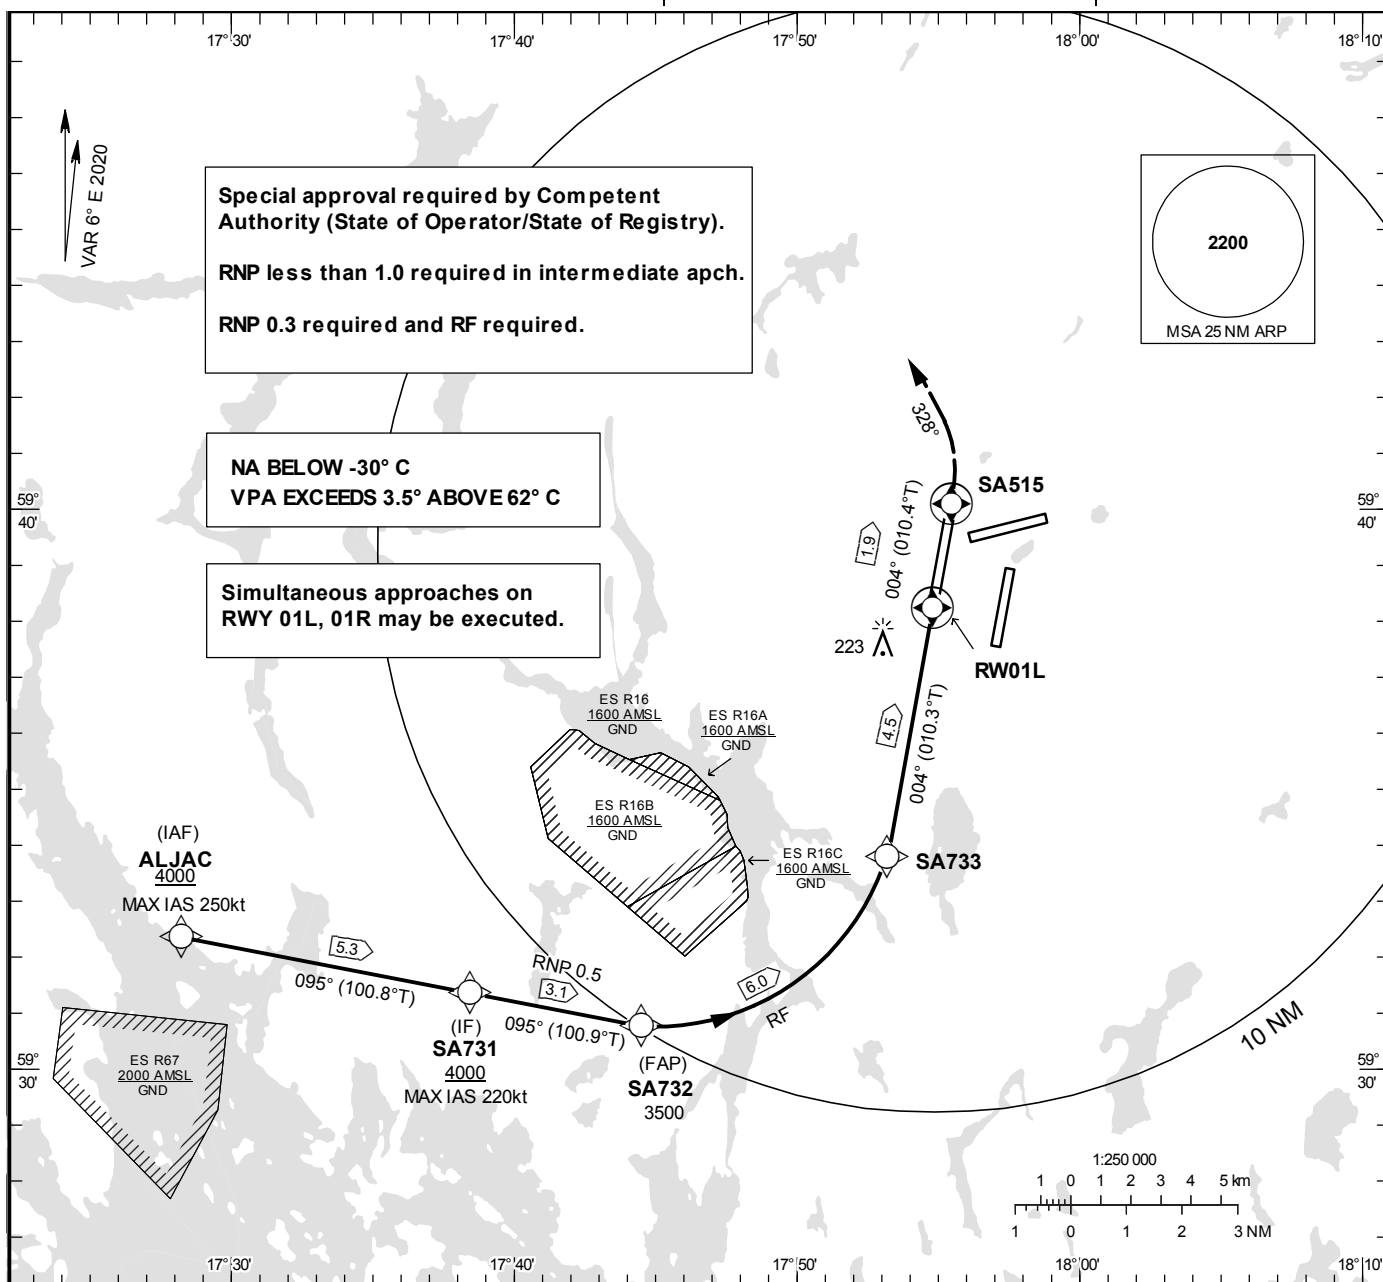 17°30'
17°40'
17°50'
18°00'
18°10'
VAR 6° E 2020
Special approval required by Competent
Authority (State of Operator/State of Registry).
RNP less than 1.0 required in intermediate apch.
RNP 0.3 required and RF required.
2200
MSA 25 NM ARP
328°
NA BELOW -30° C
VPA EXCEEDS 3.5° ABOVE 62° C
SA515
59°
40'
59°
40'
1.9
004° (010.4°T)
Simultaneous approaches on
RWY 01L, 01R may be executed.
223
RW01L
ES R16
1600 AMSL
GND
ES R16A
1600 AMSL
GND
4.5
004° (010.3°T)
ES R16B
1600 AMSL
GND
ES R16C
1600 AMSL
GND
SA733
(IAF)
ALJAC
4000
MAX IAS 250kt
5.3
095° (100.8°T)
RNP 0.5
3.1
095° (100.9°T)
6.0
RF
10 NM
(IF)
SA731
4000
MAX IAS 220kt
(FAP)
SA732
3500
59°
30'
59°
30'
ES R67
2000 AMSL
GND
1:250 000
1 0 1 2 3 4 5 km
1 0 1 2 3 NM
17°30'
17°40'
17°50'
18°00'
18°10'